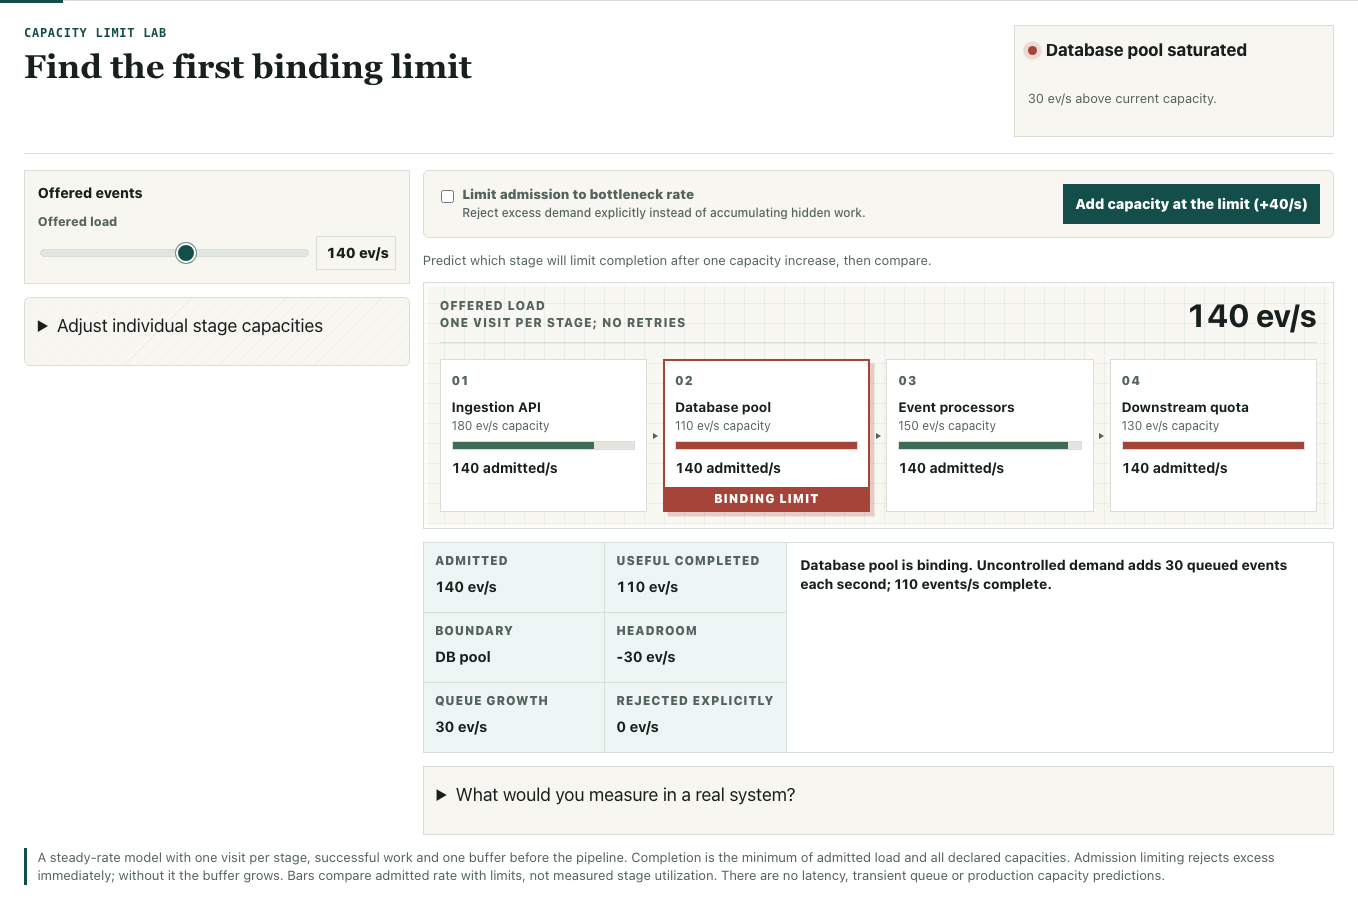 CAPACITY LIMIT LAB
Find the first binding limit
Database pool saturated
30 ev/s above current capacity.
Offered events
Offered load
140 ev/s
Adjust individual stage capacities
Limit admission to bottleneck rate
Reject excess demand explicitly instead of accumulating hidden work.
Add capacity at the limit (+40/s)
Predict which stage will limit completion after one capacity increase, then compare.
OFFERED LOAD
ONE VISIT PER STAGE; NO RETRIES
140 ev/s
01
Ingestion API
180 ev/s capacity
140 admitted/s
02
Database pool
110 ev/s capacity
140 admitted/s
BINDING LIMIT
03
Event processors
150 ev/s capacity
140 admitted/s
04
Downstream quota
130 ev/s capacity
140 admitted/s
ADMITTED
140 ev/s
USEFUL COMPLETED
110 ev/s
BOUNDARY
DB pool
HEADROOM
-30 ev/s
QUEUE GROWTH
30 ev/s
REJECTED EXPLICITLY
0 ev/s
Database pool is binding. Uncontrolled demand adds 30 queued events
each second; 110 events/s complete.
What would you measure in a real system?
A steady-rate model with one visit per stage, successful work and one buffer before the pipeline. Completion is the minimum of admitted load and all declared capacities. Admission limiting rejects excess
immediately; without it the buffer grows. Bars compare admitted rate with limits, not measured stage utilization. There are no latency, transient queue or production capacity predictions.